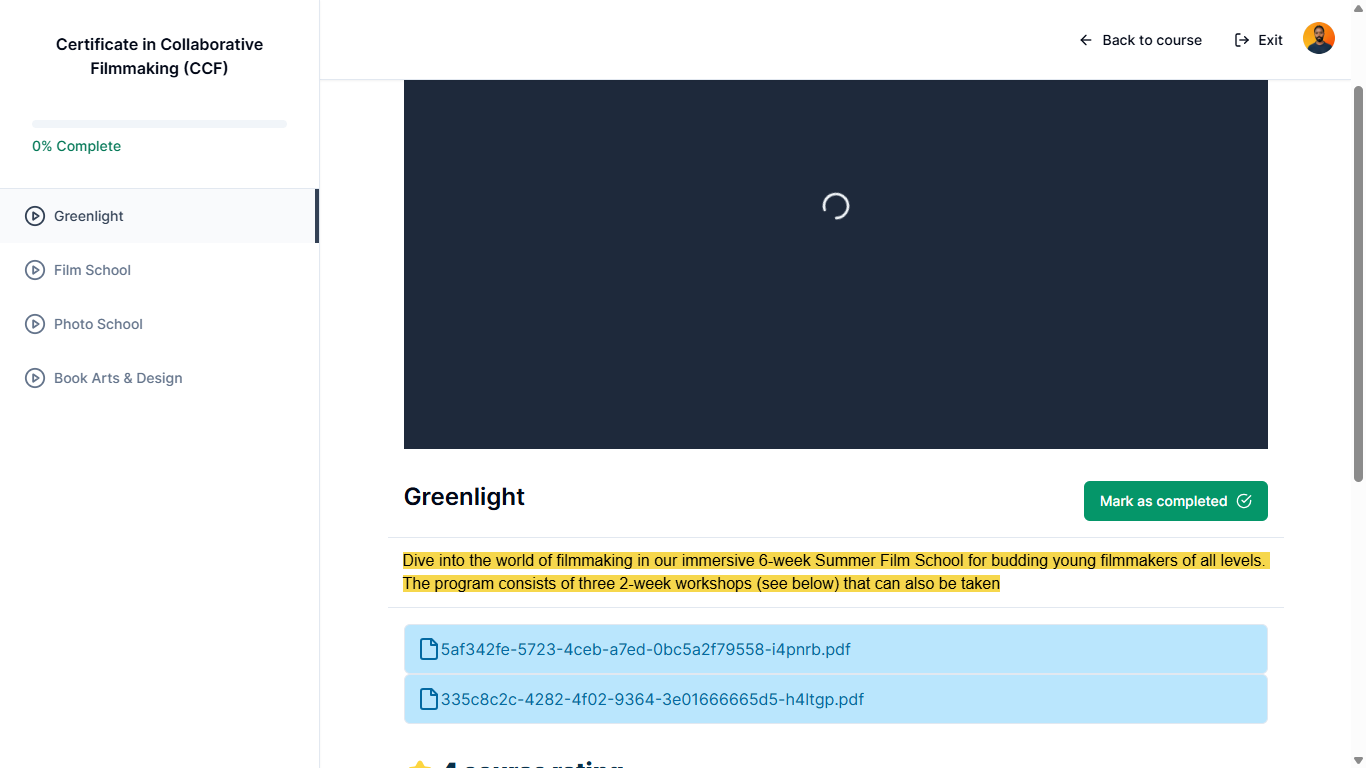 Certificate in Collaborative
Filmmaking (CCF)
0% Complete
Greenlight
Film School
Photo School
Book Arts & Design
Back to course
Exit
Greenlight
Mark as completed
Dive into the world of filmmaking in our immersive 6-week Summer Film School for budding young filmmakers of all levels.
The program consists of three 2-week workshops (see below) that can also be taken
5af342fe-5723-4ceb-a7ed-0bc5a2f79558-i4pnrb.pdf
335c8c2c-4282-4f02-9364-3e01666665d5-h4ltgp.pdf
4 course rating